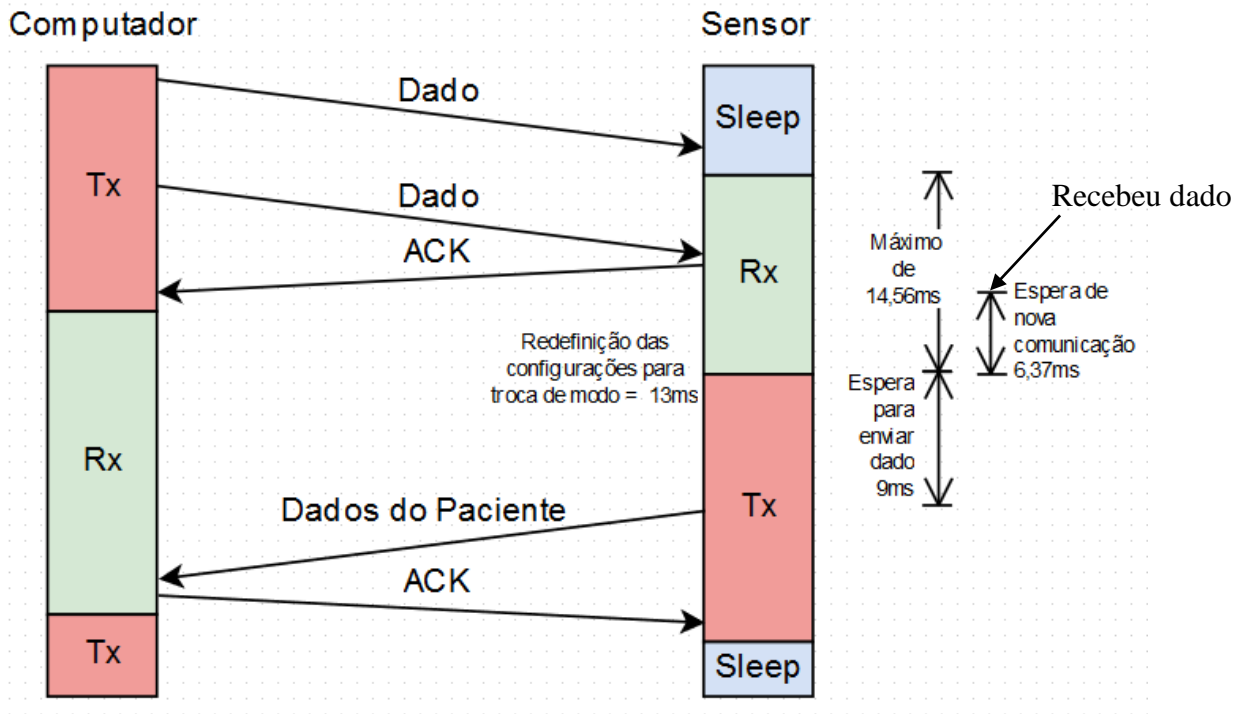 Computador
Sensor
Dado
Sleep
Tx
Dado
ACK
Rx
Máximo
de
14,56ms
Recebeu dado
Espera de
nova
comunicação
6,37ms
Redefinição das
configurações para
troca de modo = 13ms
Espera
para
enviar
dado
9ms
Rx
Tx
Dados do Paciente
ACK
Tx
Sleep